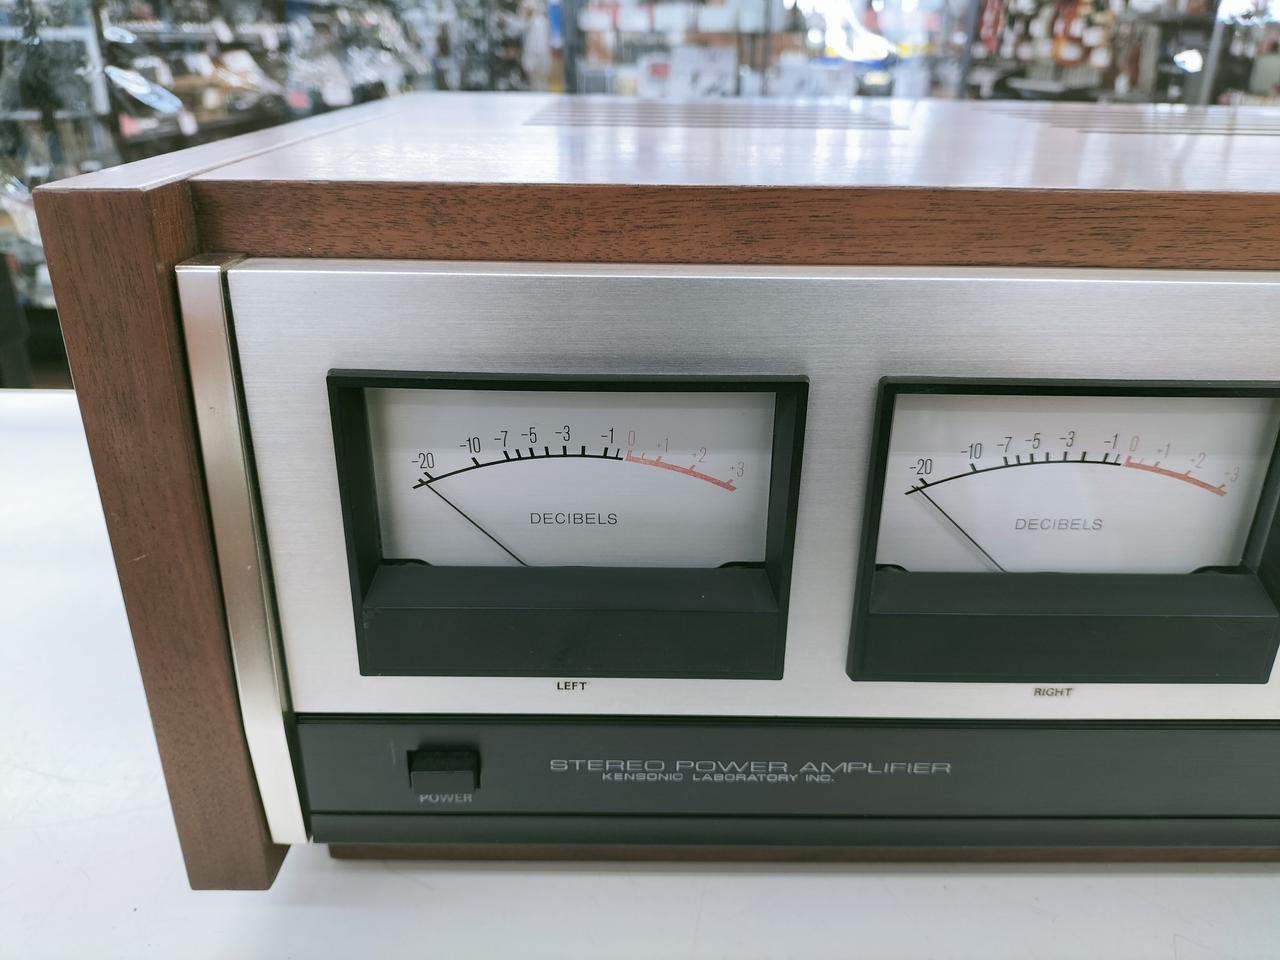 -20 -10 -7 -5 -3 -1 0 +1 +2 +3
DECIBELS
LEFT
-20 -10 -7 -5 -3 -1 0 +1 +2 +3
DECIBELS
RIGHT
POWER
STEREO POWER AMPLIFIER
KENSONIC LABORATORY INC.